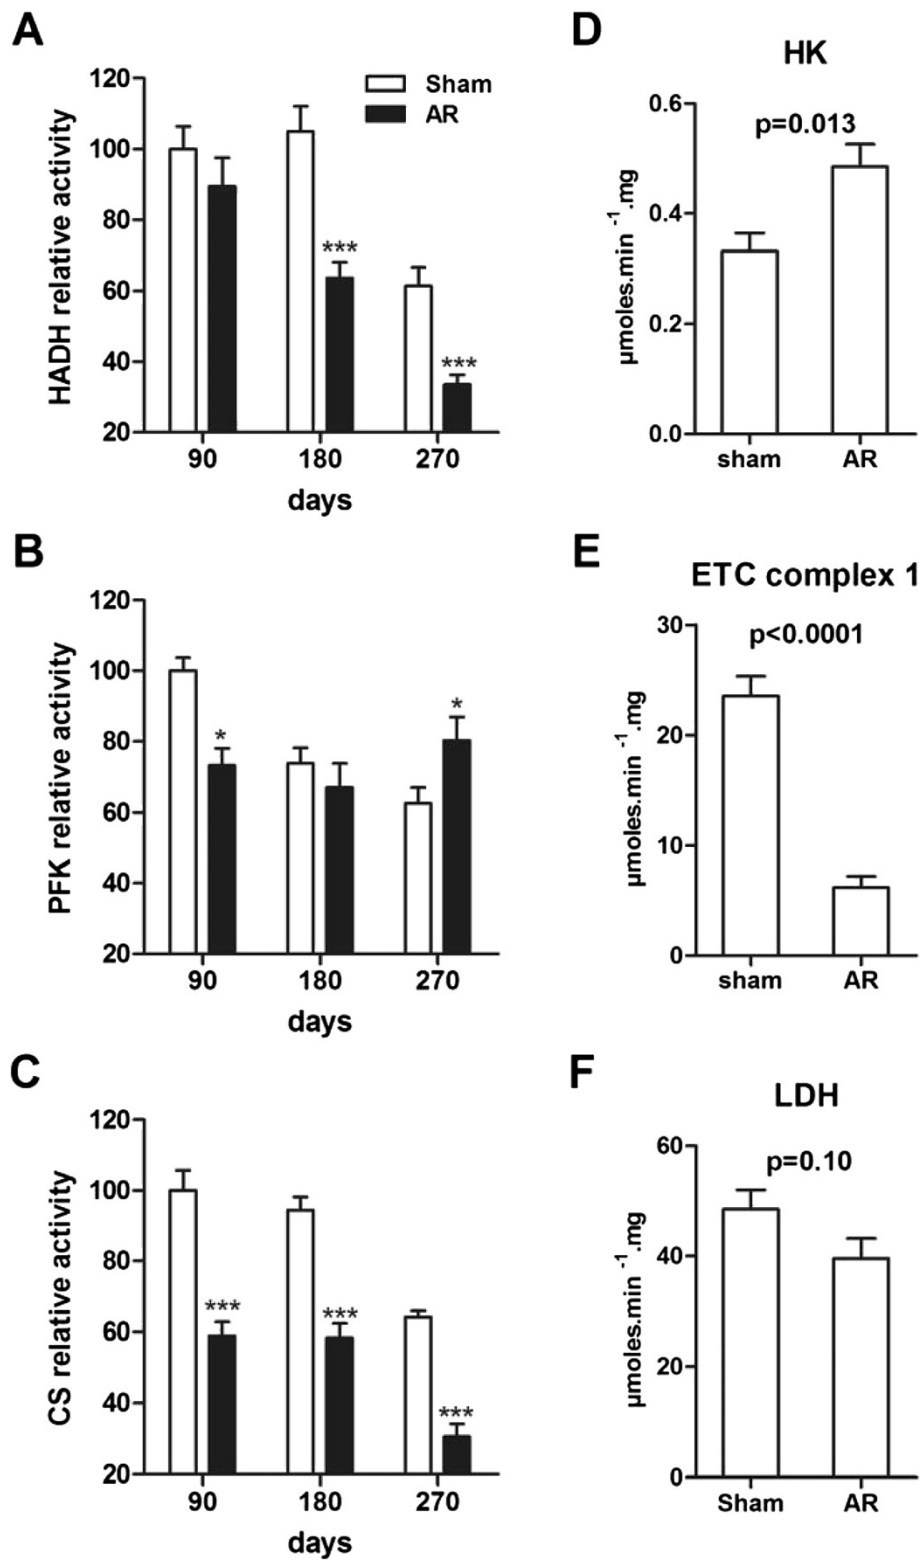 A
120
100
80
60
40
20
HADH relative activity
Sham
AR
***
***
90 180 270
days
B
120
100
80
60
40
20
PFK relative activity
*
*
90 180 270
days
C
120
100
80
60
40
20
CS relative activity
***
***
***
90 180 270
days
D
HK
p=0.013
0.6
0.4
0.2
0.0
µmoles.min⁻¹.mg
sham AR
E
ETC complex 1
p<0.0001
30
20
10
0
µmoles.min⁻¹.mg
sham AR
F
LDH
p=0.10
60
40
20
0
µmoles.min⁻¹.mg
Sham AR